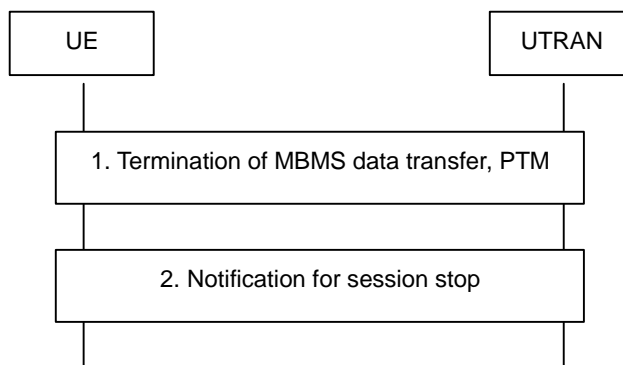 UE
UTRAN
1. Termination of MBMS data transfer, PTM
2. Notification for session stop